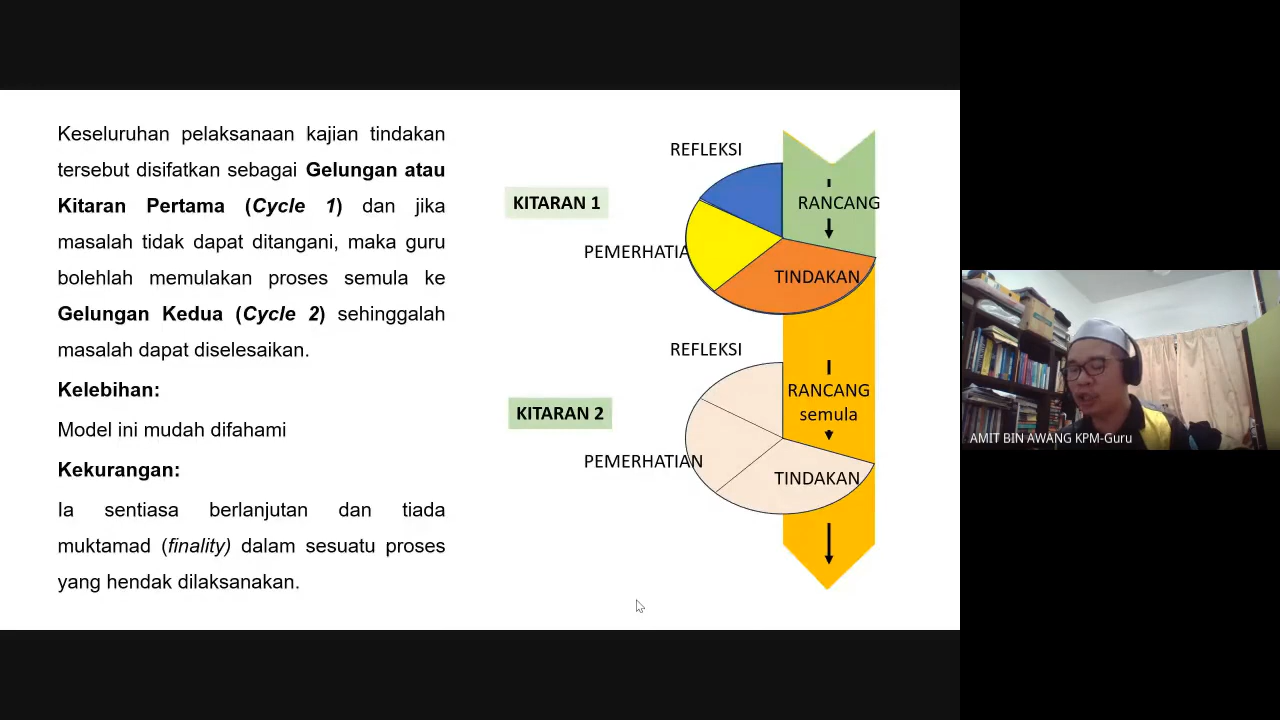 Keseluruhan pelaksanaan kajian tindakan
tersebut disifatkan sebagai Gelungan atau
Kitaran Pertama (Cycle 1) dan jika
masalah tidak dapat ditangani, maka guru
bolehlah memulakan proses semula ke
Gelungan Kedua (Cycle 2) sehinggalah
masalah dapat diselesaikan.
Kelebihan:
Model ini mudah difahami
Kekurangan:
Ia sentiasa berlanjutan dan tiada
muktamad (finality) dalam sesuatu proses
yang hendak dilaksanakan.
REFLEKSI
KITARAN 1
RANCANG
PEMERHATIA
TINDAKAN
REFLEKSI
KITARAN 2
RANCANG
semula
PEMERHATIAN
TINDAKAN
AMIT BIN AWANG KPM-Guru